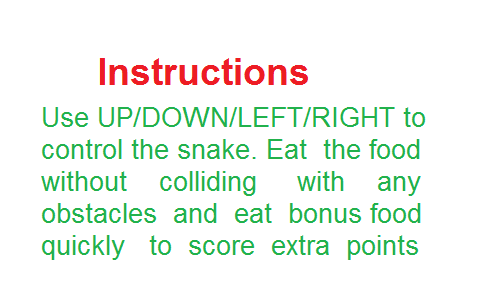 Instructions
Use UP/DOWN/LEFT/RIGHT to
control the snake. Eat the food
without colliding with any
obstacles and eat bonus food
quickly to score extra points